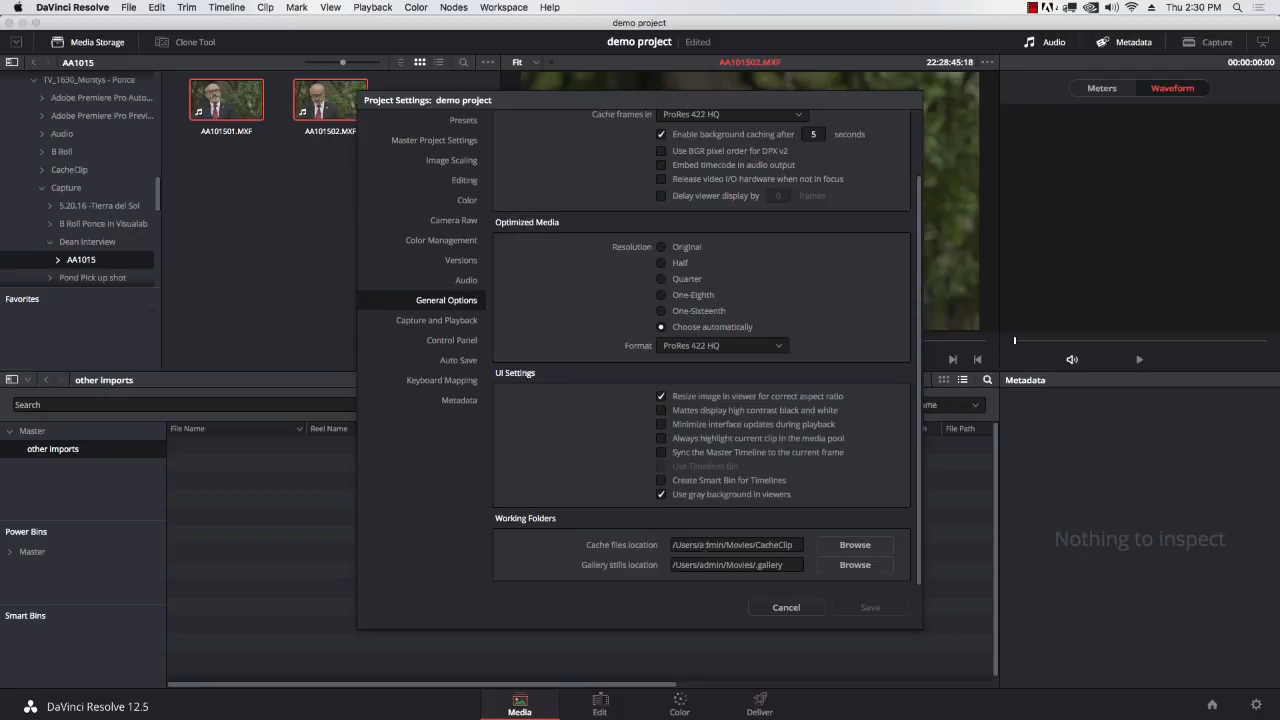 DaVinci Resolve File Edit Trim Timeline Clip Mark View Playback Color Nodes Workspace Help
Thu 2:30 PM
demo project
Media Storage Clone Tool demo project Edited Audio Metadata Capture
AA1015 Fit AA101502.MXF 22:28:45:18 00:00:00:00
TV_1630_Montys - Ponce
Adobe Premiere Pro Auto...
Adobe Premiere Pro Previ...
Audio
B Roll
CacheClip
Capture
5.20.16 -Tierra del Sol
B Roll Ponce in Visualab
Dean Interview
AA1015
Pond Pick up shot
Favorites
AA101501.MXF AA101502.MXF
Meters Waveform
Project Settings: demo project
Presets
Master Project Settings
Image Scaling
Editing
Color
Camera Raw
Color Management
Versions
Audio
General Options
Capture and Playback
Control Panel
Auto Save
Keyboard Mapping
Metadata
Cache frames in ProRes 422 HQ
Enable background caching after 5 seconds
Use BGR pixel order for DPX v2
Embed timecode in audio output
Release video I/O hardware when not in focus
Delay viewer display by 0 frames
Optimized Media
Resolution Original
Half
Quarter
One-Eighth
One-Sixteenth
Choose automatically
Format ProRes 422 HQ
UI Settings
Resize image in viewer for correct aspect ratio
Mattes display high contrast black and white
Minimize interface updates during playback
Always highlight current clip in the media pool
Sync the Master Timeline to the current frame
Use Timelines Bin
Create Smart Bin for Timelines
Use gray background in viewers
Working Folders
Cache files location /Users/admin/Movies/CacheClip Browse
Gallery stills location /Users/admin/Movies/.gallery Browse
Cancel Save
other imports
Metadata
Search
Master
other imports
File Name Reel Name
File Path
Power Bins
Master
Smart Bins
Nothing to inspect
DaVinci Resolve 12.5
Media Edit Color Deliver